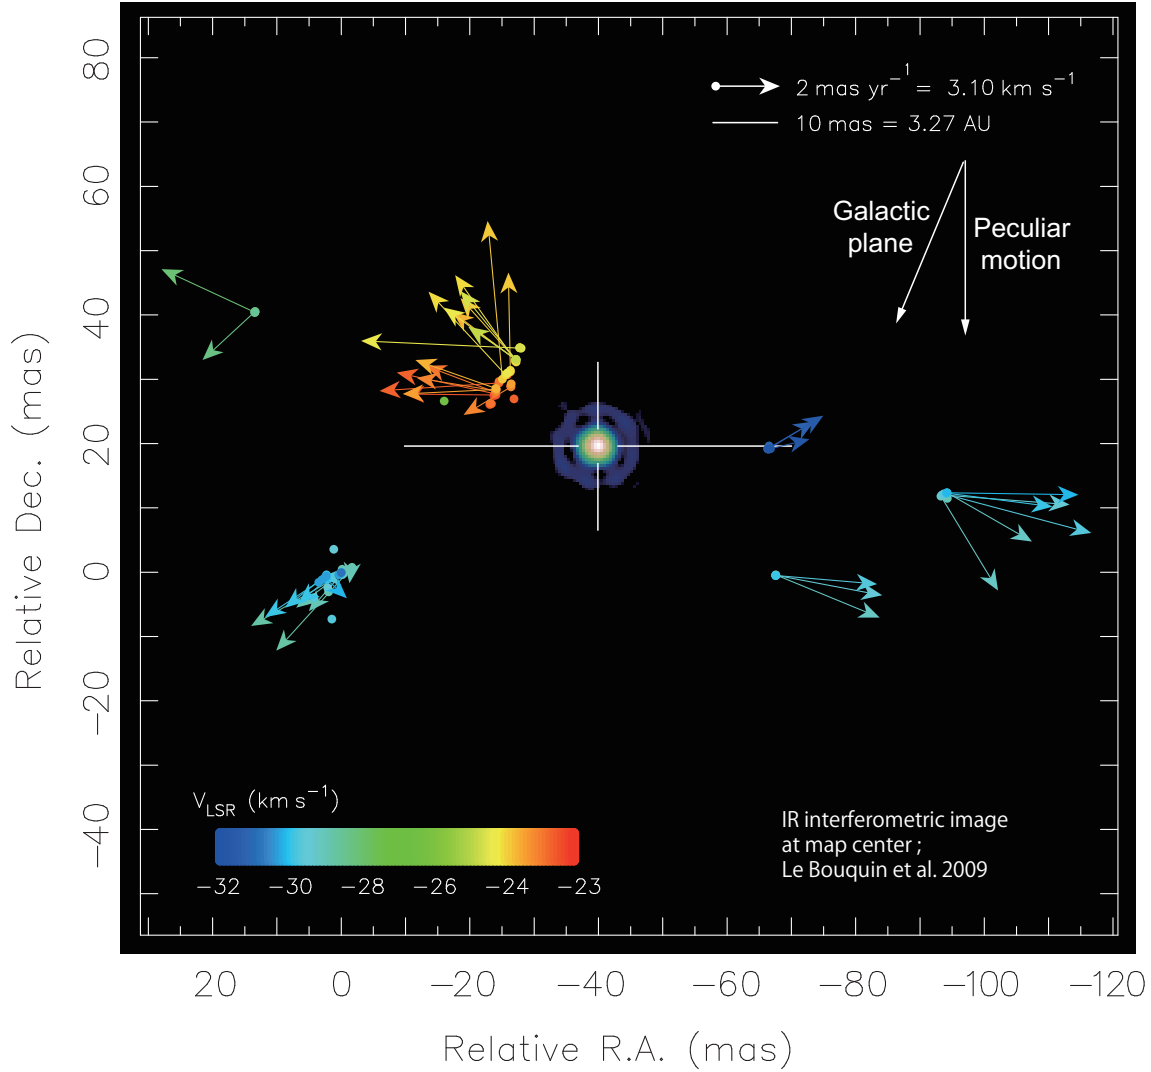 2 mas yr⁻¹ = 3.10 km s⁻¹
10 mas = 3.27 AU
Galactic
plane
Peculiar
motion
80
60
40
20
0
−20
−40
Relative Dec. (mas)
V_LSR (km s⁻¹)
−32 −30 −28 −26 −24 −23
IR interferometric image
at map center ;
Le Bouquin et al. 2009
20 0 −20 −40 −60 −80 −100 −120
Relative R.A. (mas)